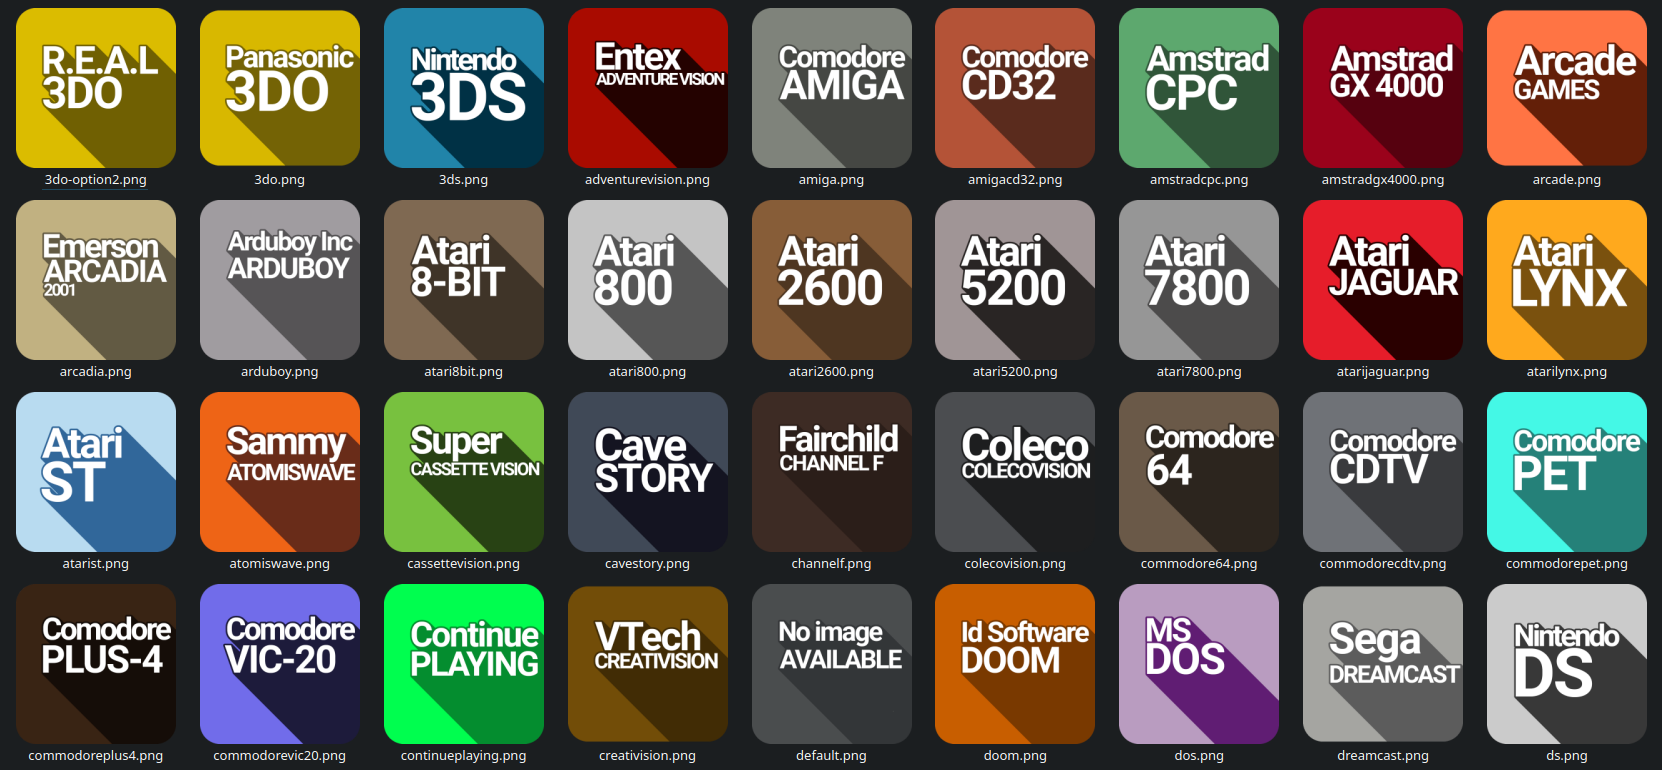 R.E.A.L
3DO
3do-option2.png
Panasonic
3DO
3do.png
Nintendo
3DS
3ds.png
Entex
ADVENTURE VISION
adventurevision.png
Comodore
AMIGA
amiga.png
Comodore
CD32
amigacd32.png
Amstrad
CPC
amstradcpc.png
Amstrad
GX 4000
amstradgx4000.png
Arcade
GAMES
arcade.png
Emerson
ARCADIA
2001
arcadia.png
Arduboy Inc
ARDUBOY
arduboy.png
Atari
8-BIT
atari8bit.png
Atari
800
atari800.png
Atari
2600
atari2600.png
Atari
5200
atari5200.png
Atari
7800
atari7800.png
Atari
JAGUAR
atarijaguar.png
Atari
LYNX
atarilynx.png
Atari
ST
atarist.png
Sammy
ATOMISWAVE
atomiswave.png
Super
CASSETTE VISION
cassettevision.png
Cave
STORY
cavestory.png
Fairchild
CHANNEL F
channelf.png
Coleco
COLECOVISION
colecovision.png
Comodore
64
commodore64.png
Comodore
CDTV
commodorecdtv.png
Comodore
PET
commodorepet.png
Comodore
PLUS-4
commodoreplus4.png
Comodore
VIC-20
commodorevic20.png
Continue
PLAYING
continueplaying.png
VTech
CREATIVISION
creativision.png
No image
AVAILABLE
default.png
Id Software
DOOM
doom.png
MS
DOS
dos.png
Sega
DREAMCAST
dreamcast.png
Nintendo
DS
ds.png